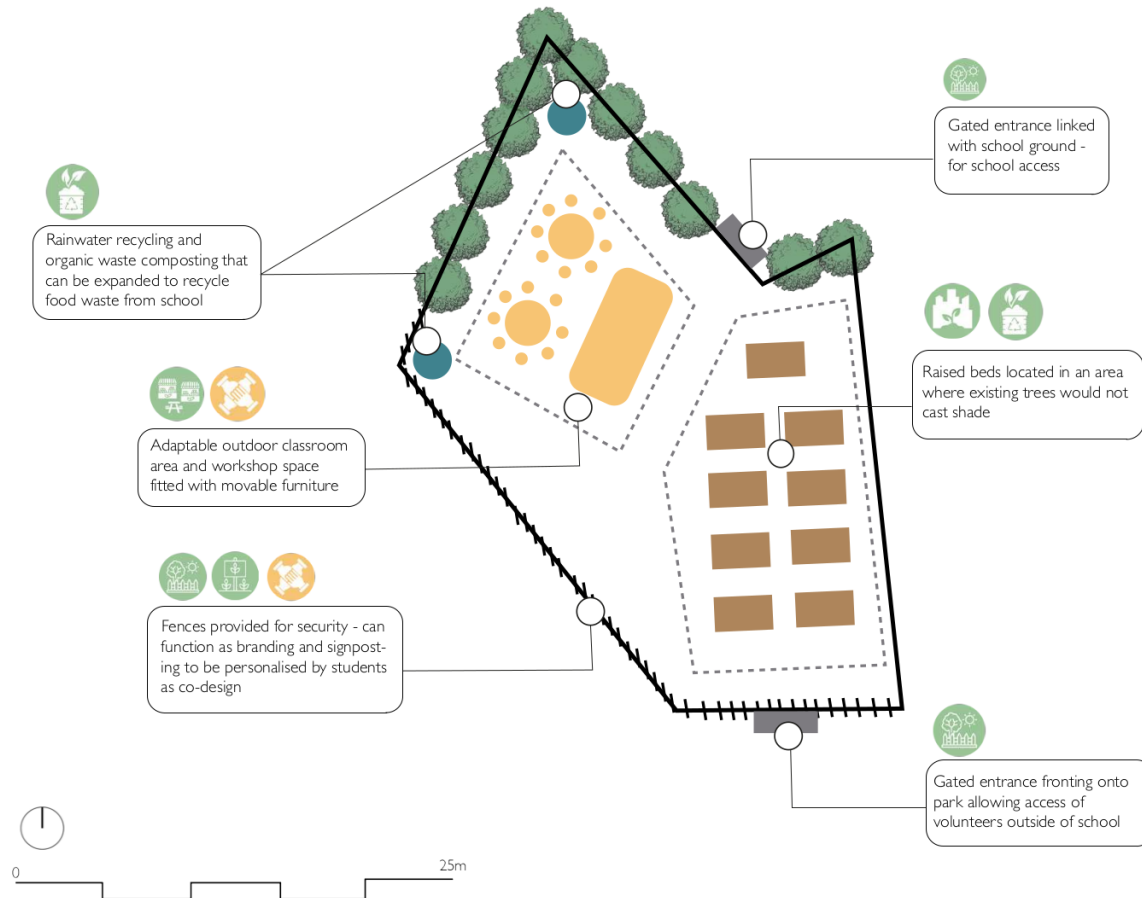 Gated entrance linked
with school ground -
for school access
Rainwater recycling and
organic waste composting that
can be expanded to recycle
food waste from school
Raised beds located in an area
where existing trees would not
cast shade
Adaptable outdoor classroom
area and workshop space
fitted with movable furniture
Fences provided for security - can
function as branding and signpost-
ing to be personalised by students
as co-design
Gated entrance fronting onto
park allowing access of
volunteers outside of school
0
25m